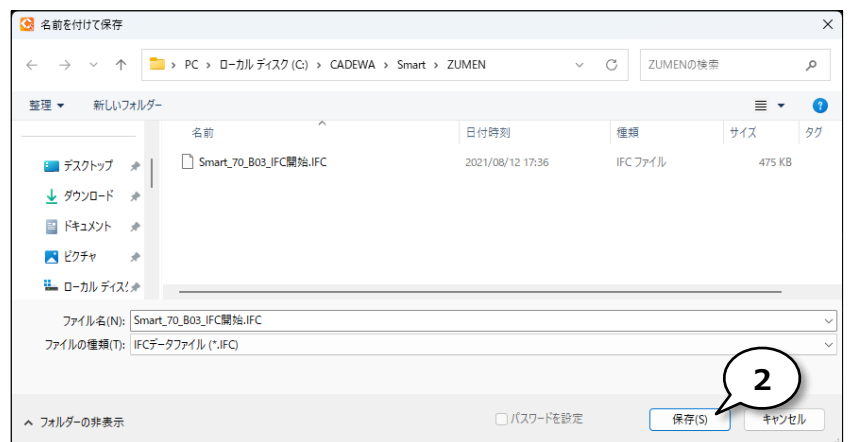 名前を付けて保存
PC › ローカル ディスク (C:) › CADEWA › Smart › ZUMEN
ZUMENの検索
整理 新しいフォルダー
名前 日付時刻 種類 サイズ タグ
Smart_70_B03_IFC開始.IFC 2021/08/12 17:36 IFC ファイル 475 KB
デスクトップ
ダウンロード
ドキュメント
ピクチャ
ローカル ディスク
ファイル名(N): Smart_70_B03_IFC開始.IFC
ファイルの種類(T): IFCデータファイル (*.IFC)
2
フォルダーの非表示
パスワードを設定
保存(S)
キャンセル